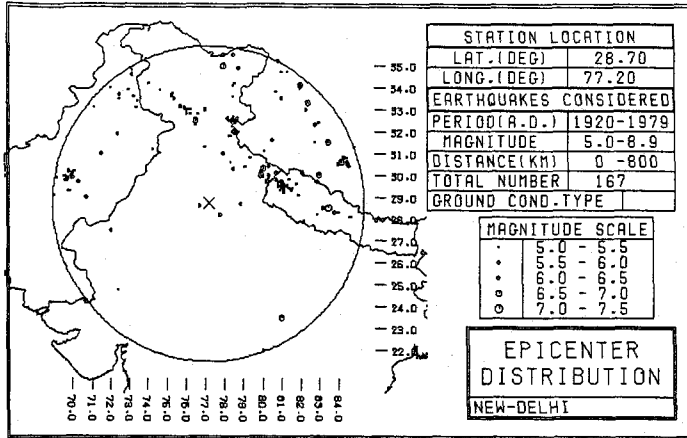 STATION LOCATION
LAT.(DEG) 28.70
LONG.(DEG) 77.20
EARTHQUAKES CONSIDERED
PERIOD(A.D.) 1920-1979
MAGNITUDE 5.0-8.9
DISTANCE(KM) 0 -800
TOTAL NUMBER 167
GROUND COND.TYPE
MAGNITUDE SCALE
5.0 - 5.5
5.5 - 6.0
6.0 - 6.5
6.5 - 7.0
7.0 - 7.5
EPICENTER
DISTRIBUTION
NEW-DELHI
35.0
34.0
33.0
32.0
31.0
30.0
29.0
28.0
27.0
26.0
25.0
24.0
23.0
22.0
70.0
71.0
72.0
73.0
74.0
75.0
76.0
77.0
78.0
79.0
80.0
81.0
82.0
83.0
84.0